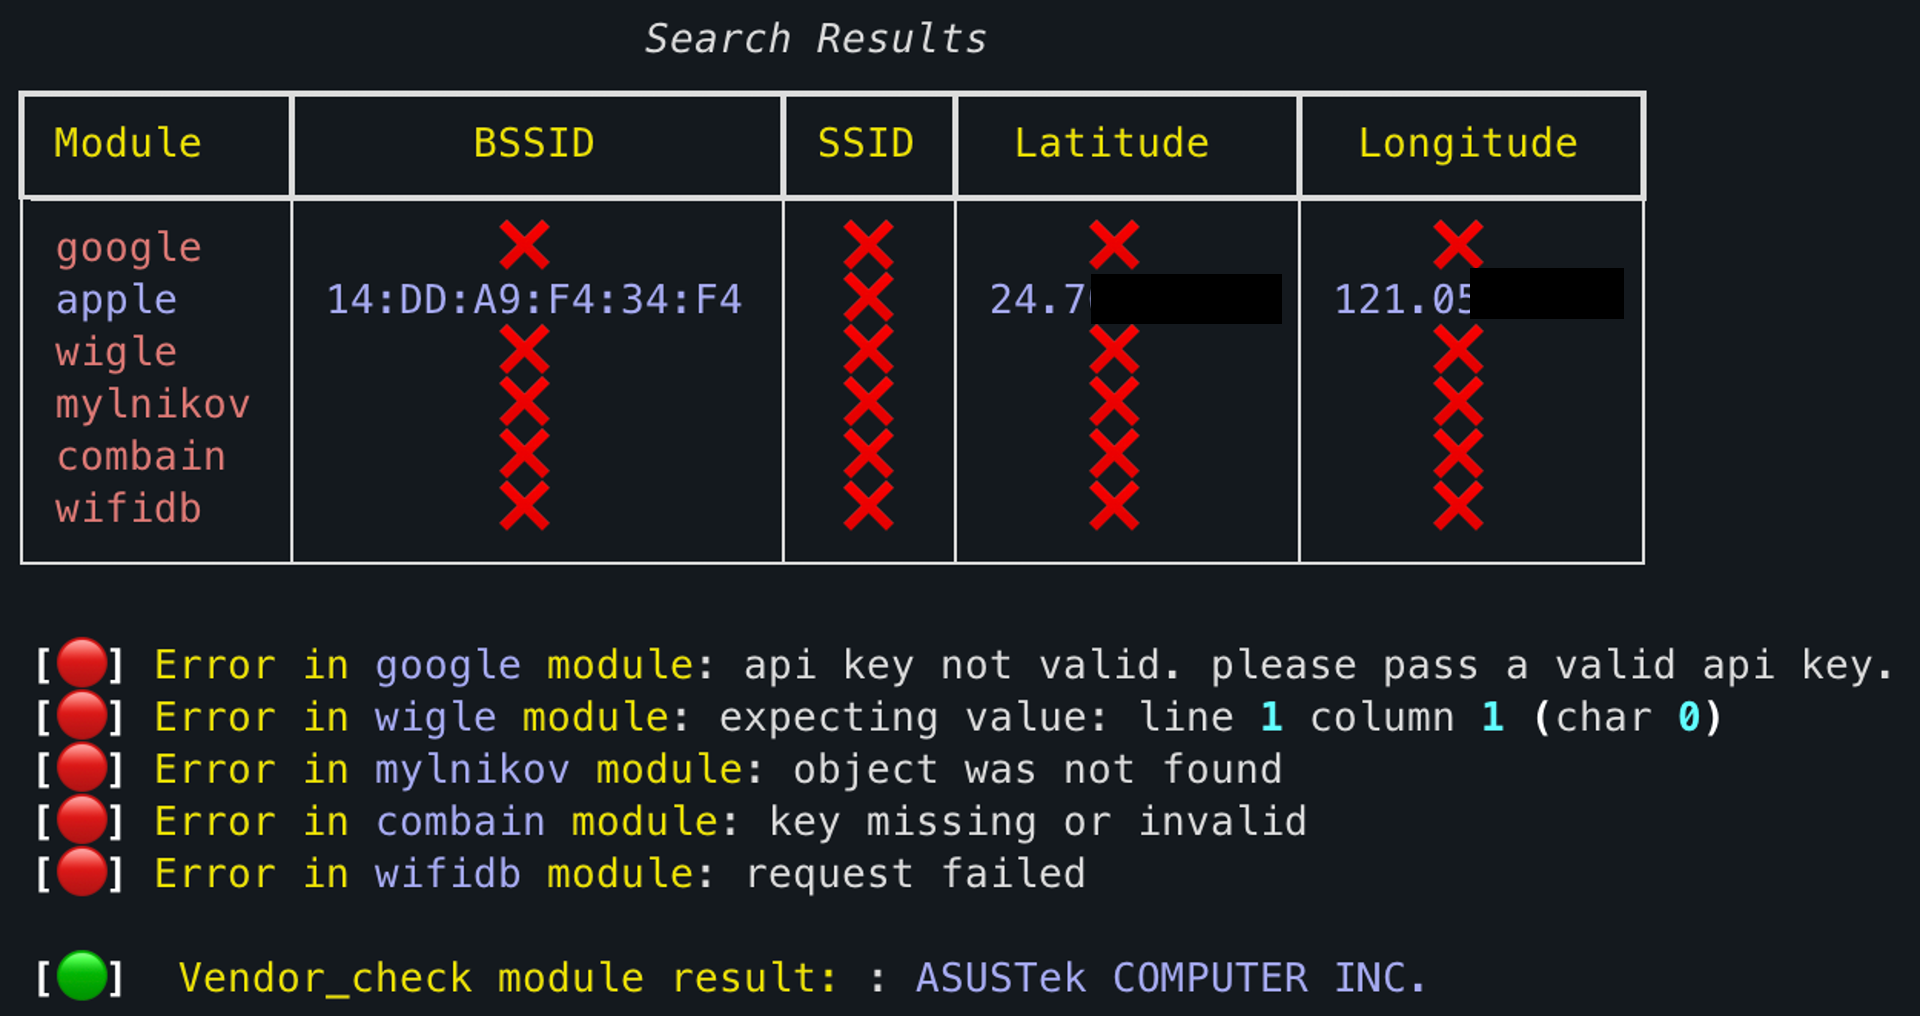 Search Results
Module BSSID SSID Latitude Longitude
google ❌ ❌ ❌ ❌
apple 14:DD:A9:F4:34:F4 ❌ 24.7 121.05
wigle ❌ ❌ ❌ ❌
mylnikov ❌ ❌ ❌ ❌
combain ❌ ❌ ❌ ❌
wifidb ❌ ❌ ❌ ❌
[🔴] Error in google module: api key not valid. please pass a valid api key.
[🔴] Error in wigle module: expecting value: line 1 column 1 (char 0)
[🔴] Error in mylnikov module: object was not found
[🔴] Error in combain module: key missing or invalid
[🔴] Error in wifidb module: request failed
[🟢] Vendor_check module result: : ASUSTek COMPUTER INC.